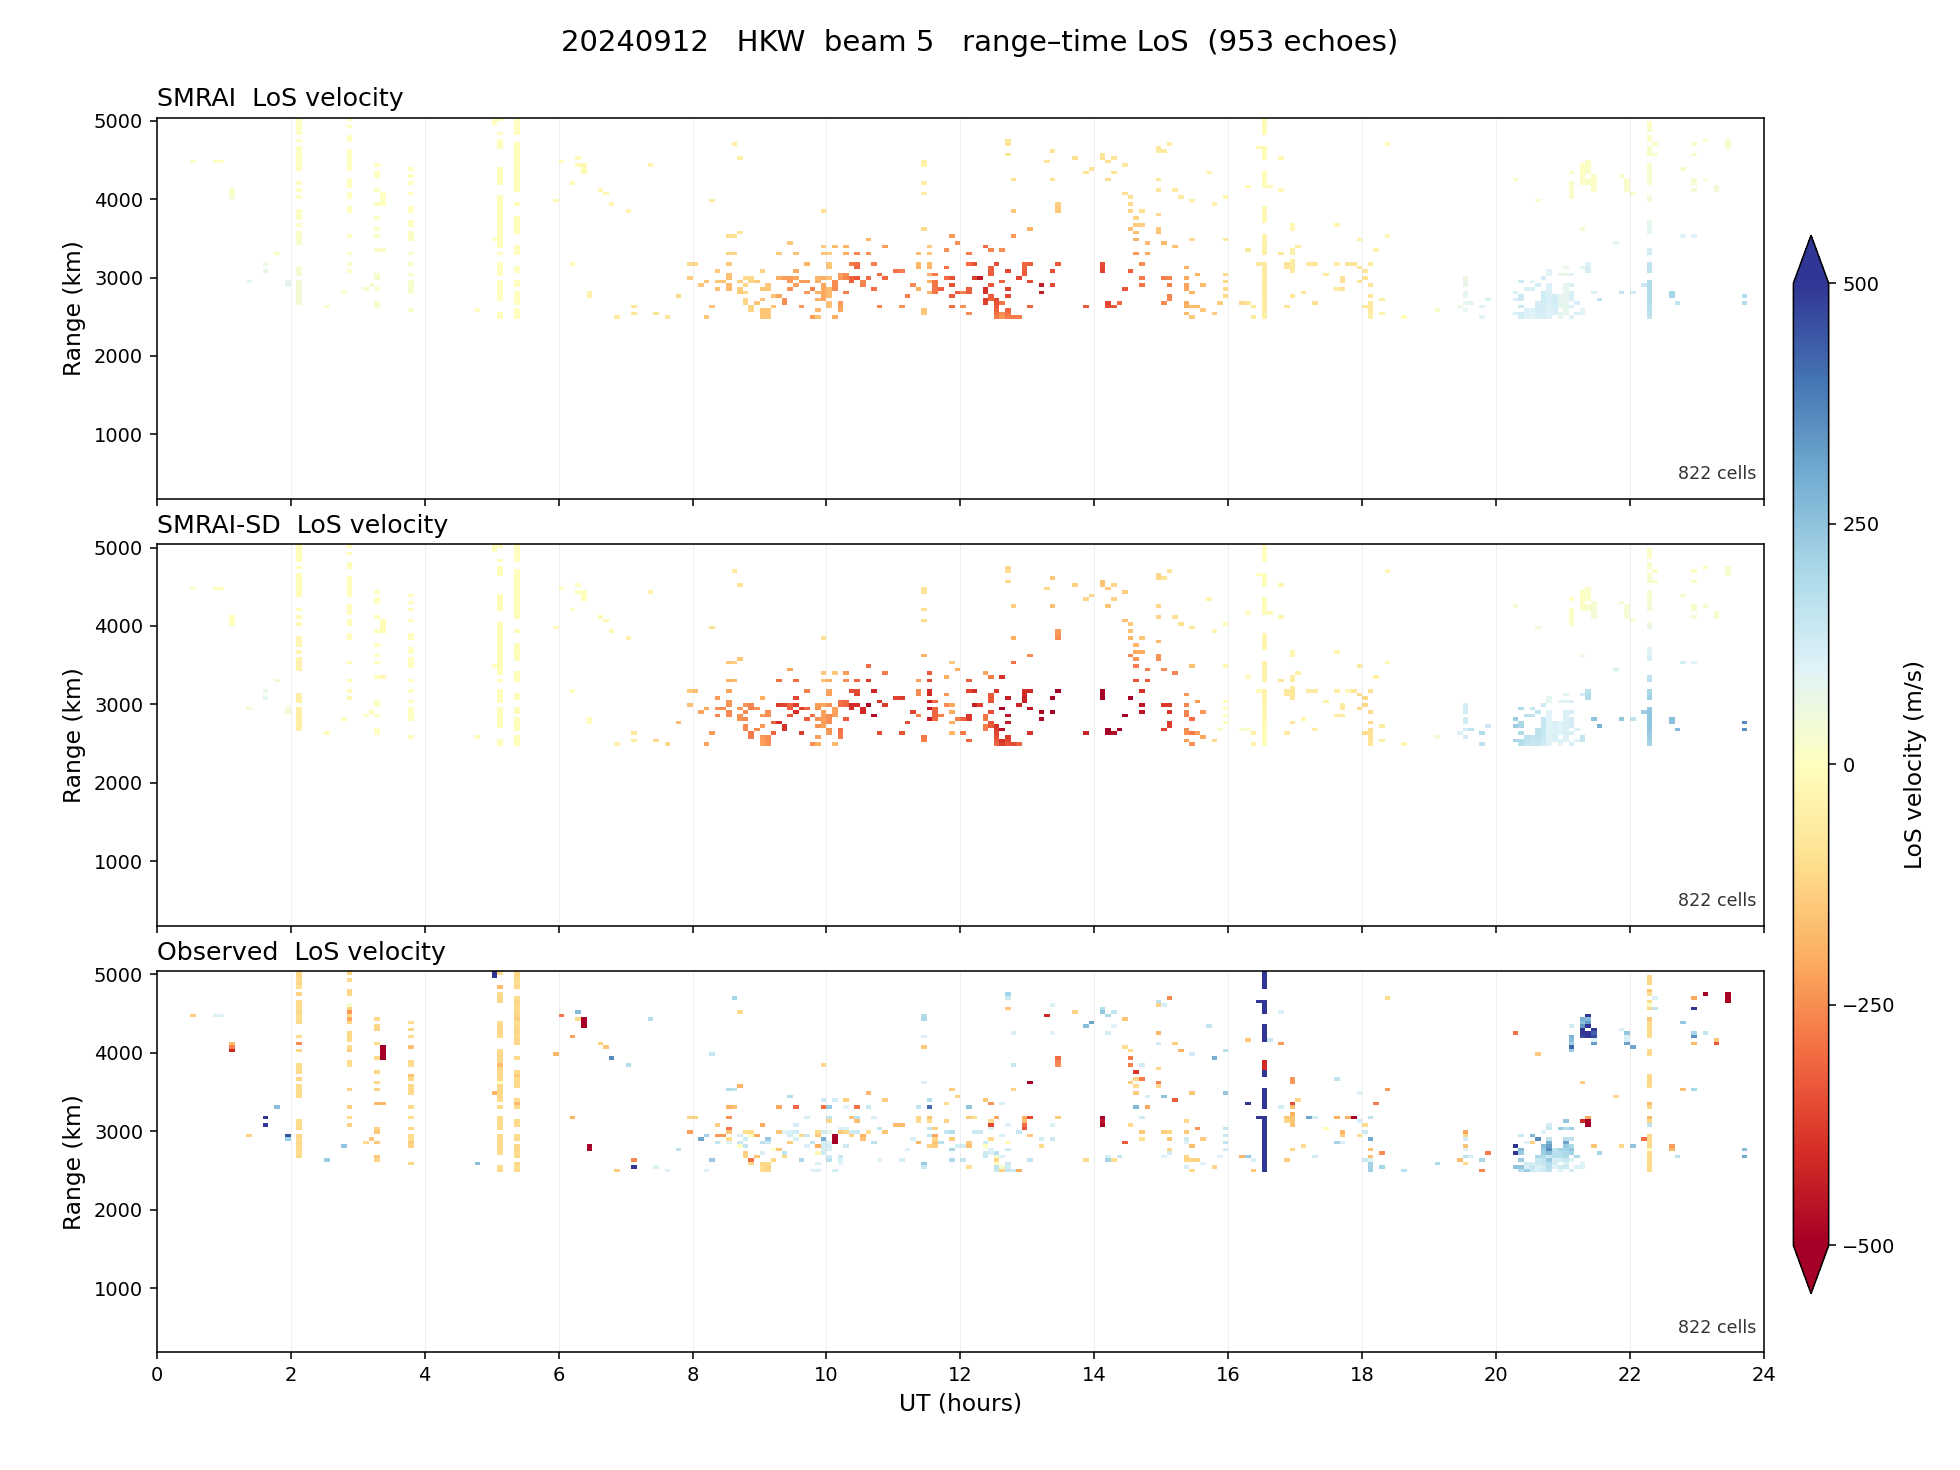 20240912   HKW  beam 5   range–time LoS  (953 echoes)
SMRAI  LoS velocity
5000
4000
3000
2000
1000
Range (km)
822 cells
SMRAI-SD  LoS velocity
5000
4000
3000
2000
1000
Range (km)
822 cells
Observed  LoS velocity
5000
4000
3000
2000
1000
Range (km)
822 cells
0 2 4 6 8 10 12 14 16 18 20 22 24
UT (hours)
500
250
0
−250
−500
LoS velocity (m/s)